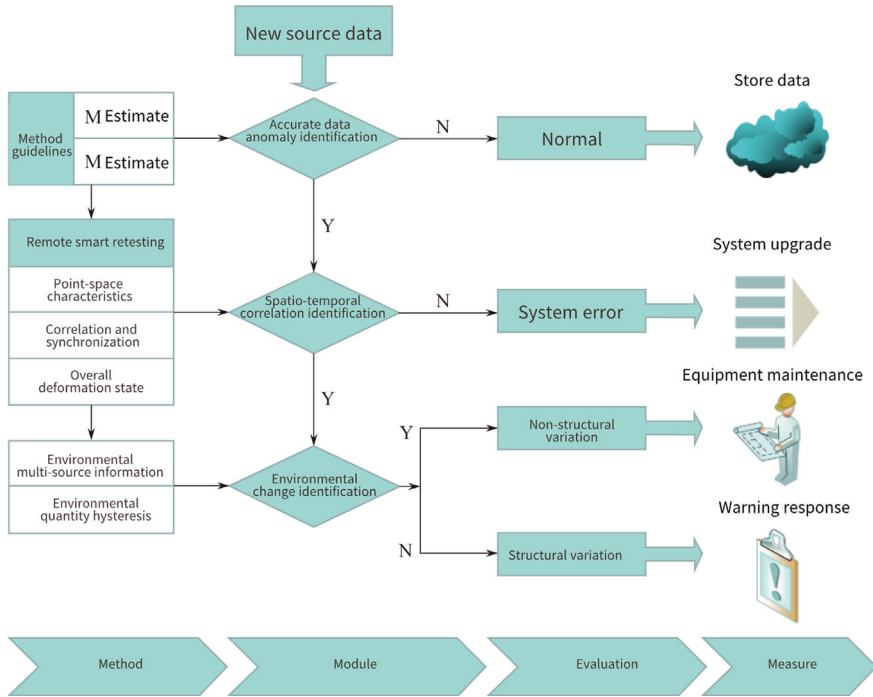 New source data
Store data
M Estimate
Method
guidelines
M Estimate
Accurate data
anomaly identification
N
Normal
Y
Remote smart retesting
Point-space
characteristics
Correlation and
synchronization
Overall
deformation state
Spatio-temporal
correlation identification
N
System error
System upgrade
Y
Equipment maintenance
Environmental
multi-source information
Environmental
quantity hysteresis
Environmental
change identification
Y
Non-structural
variation
N
Structural variation
Warning response
Method
Module
Evaluation
Measure